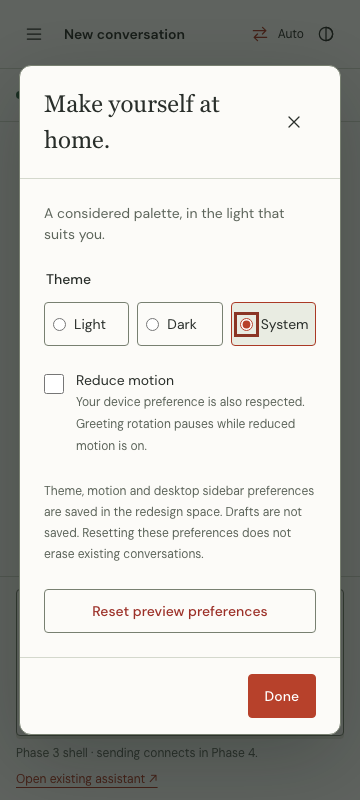 New conversation
Auto
Make yourself at
home.
A considered palette, in the light that
suits you.
Theme
Light
Dark
System
Reduce motion
Your device preference is also respected.
Greeting rotation pauses while reduced
motion is on.
Theme, motion and desktop sidebar preferences
are saved in the redesign space. Drafts are not
saved. Resetting these preferences does not
erase existing conversations.
Reset preview preferences
Done
Phase 3 shell · sending connects in Phase 4.
Open existing assistant ↗